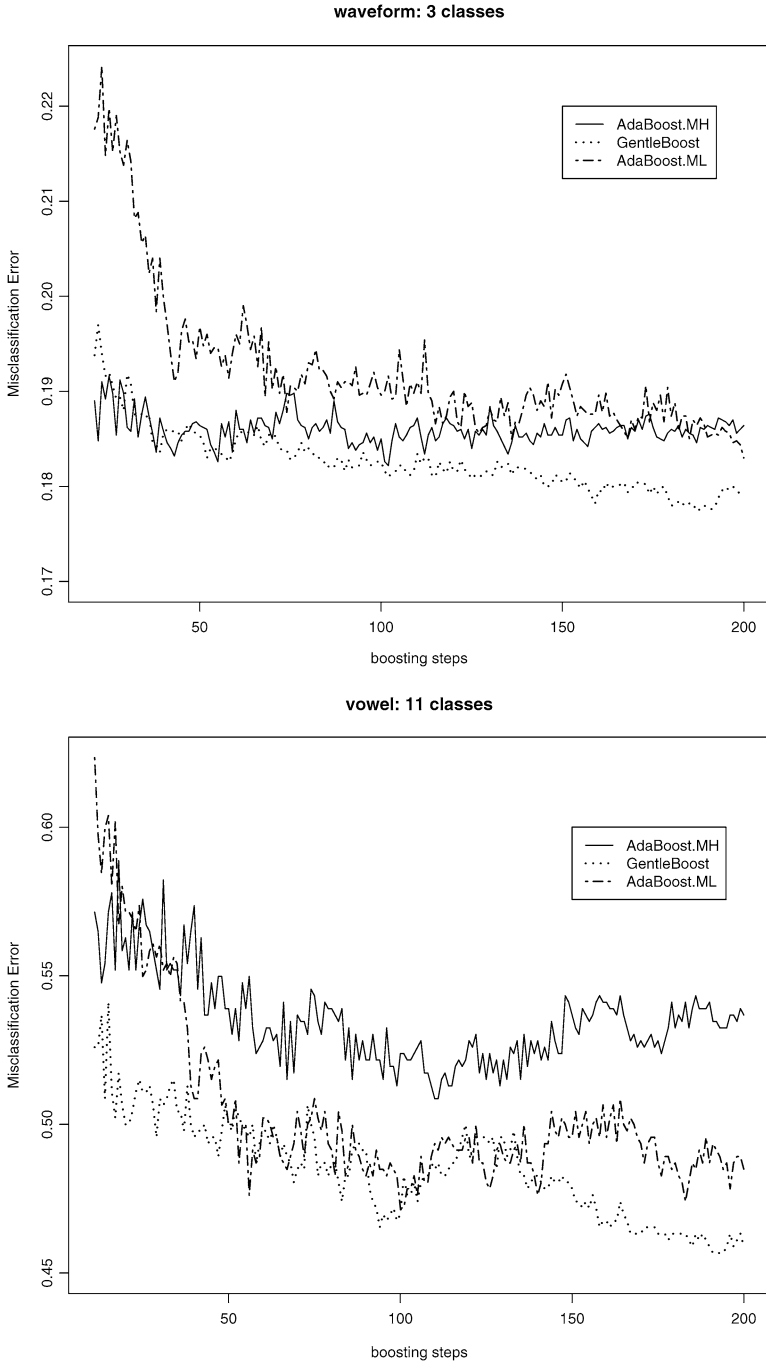 waveform: 3 classes
Misclassification Error
0.22
0.21
0.20
0.19
0.18
0.17
AdaBoost.MH
GentleBoost
AdaBoost.ML
50 100 150 200
boosting steps
vowel: 11 classes
Misclassification Error
0.60
0.55
0.50
0.45
AdaBoost.MH
GentleBoost
AdaBoost.ML
50 100 150 200
boosting steps